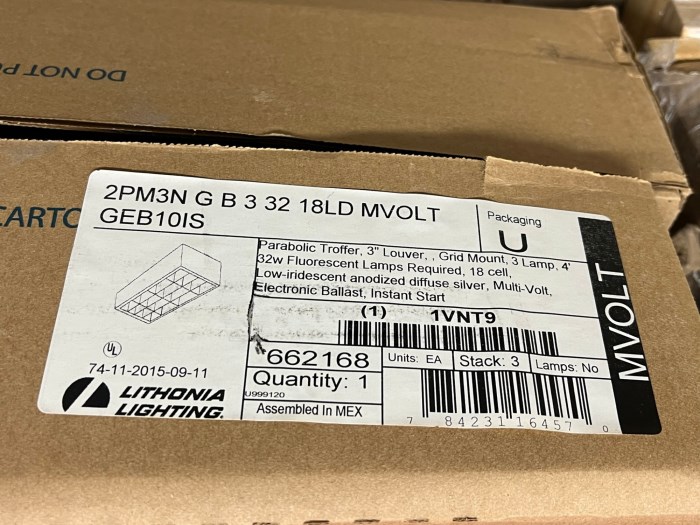 DO NOT P
CARTO
2PM3N G B 3 32 18LD MVOLT
GEB10IS
Packaging
U
Parabolic Troffer, 3" Louver, , Grid Mount, 3 Lamp, 4'
32w Fluorescent Lamps Required, 18 cell,
Low-iridescent anodized diffuse silver, Multi-Volt,
Electronic Ballast, Instant Start
MVOLT
(1) 1VNT9
UL
74-11-2015-09-11
*662168
Units: EA
Stack: 3
Lamps: No
Quantity: 1
U999120
Assembled In MEX
LITHONIA
LIGHTING.
7 84231 16457 0